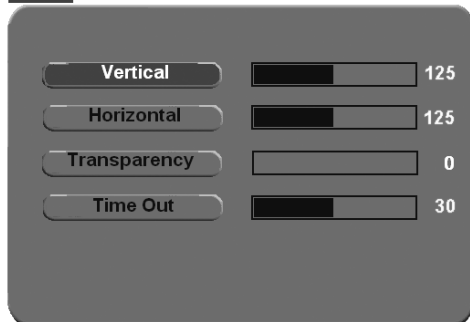 Vertical 125
Horizontal 125
Transparency 0
Time Out 30